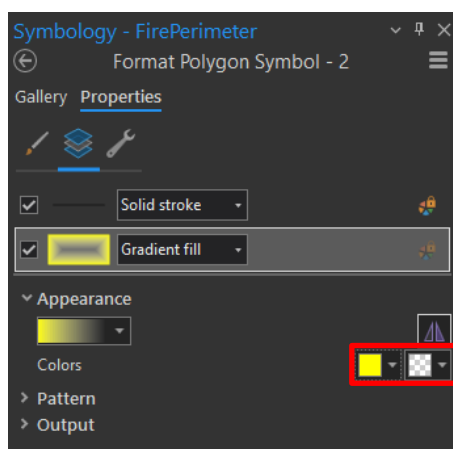 Symbology - FirePerimeter
Format Polygon Symbol - 2
Gallery Properties
Solid stroke
Gradient fill
Appearance
Colors
Pattern
Output